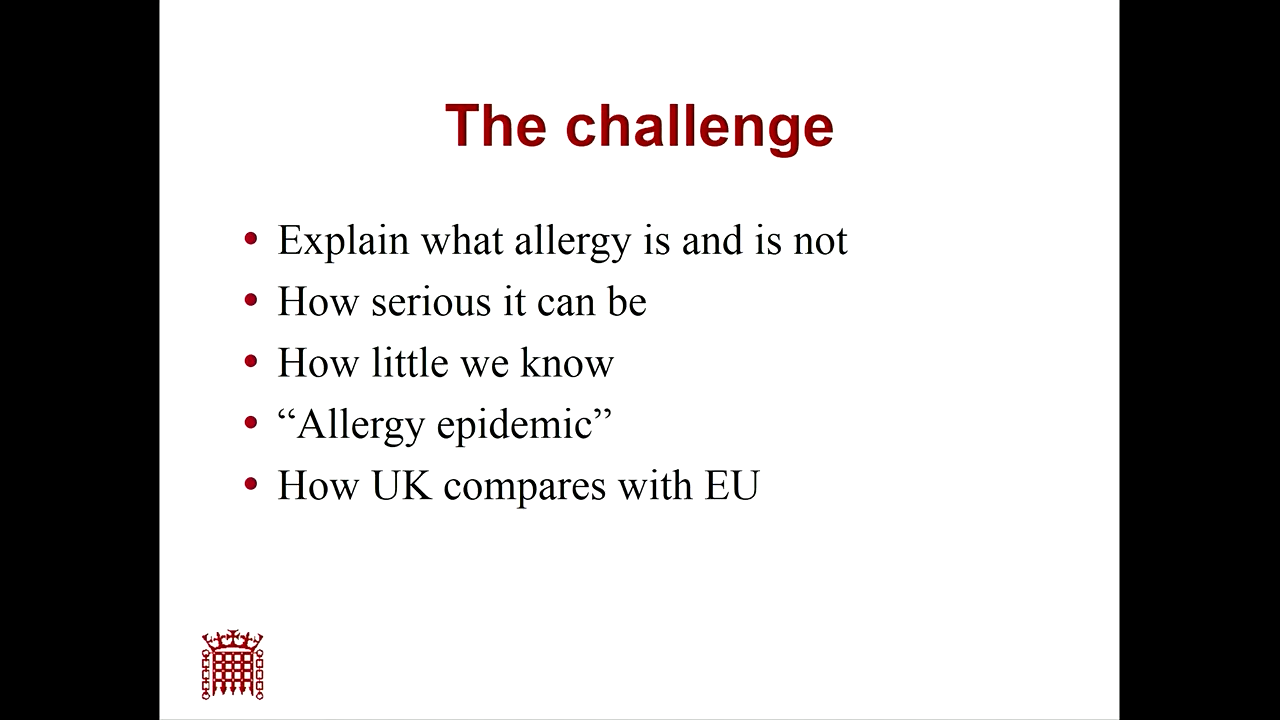 The challenge
• Explain what allergy is and is not
• How serious it can be
• How little we know
• “Allergy epidemic”
• How UK compares with EU